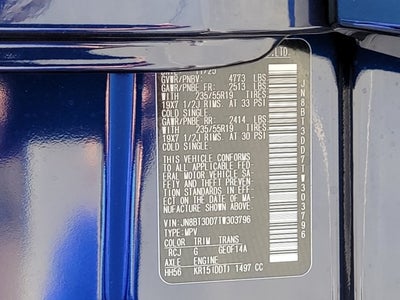 LTD.
11/25
GVWR/PNBV: 4773 LBS
GAWR/PNBE FR: 2513 LBS
WITH 235/55R19 TIRES
19X7 1/2J RIMS AT 33 PSI
COLD SINGLE
GAWR/PNBE RR: 2414 LBS
WITH 235/55R19 TIRES
19X7 1/2J RIMS AT 30 PSI
COLD SINGLE
THIS VEHICLE CONFORMS
TO ALL APPLICABLE FED
ERAL MOTOR VEHICLE SA
FETY AND THEFT PREVEN
TION STANDARDS IN EFF
ECT ON THE DATE OF MA
NUFACTURE SHOWN ABOVE
VIN: JN8BT3DD7TW303796
TYPE: MPV
COLOR TRIM TRANS
RCJ G GE0F14A
AXLE ENGINE
HH56 KR15(DDT) 1497 CC
JN8BT3DD7TW303796